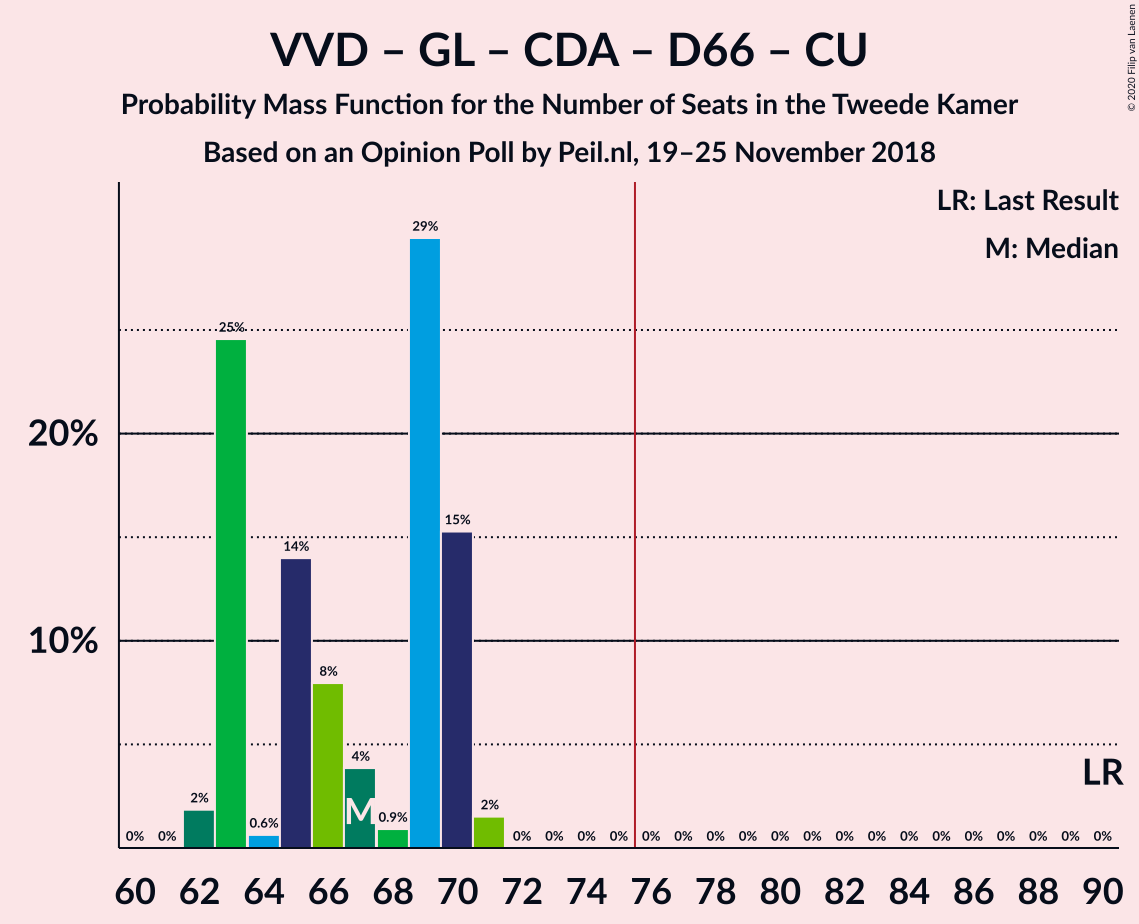 VVD – GL – CDA – D66 – CU
Probability Mass Function for the Number of Seats in the Tweede Kamer
Based on an Opinion Poll by Peil.nl, 19–25 November 2018
© 2020 Filip van Laenen
LR: Last Result
M: Median
29%
25%
20%
15%
14%
10%
8%
4%
LR
2% M 0.9% 2%
0% 0% 0.6% 0% 0% 0% 0% 0% 0% 0% 0% 0% 0% 0% 0% 0% 0% 0% 0% 0% 0% 0%
60 62 64 66 68 70 72 74 76 78 80 82 84 86 88 90